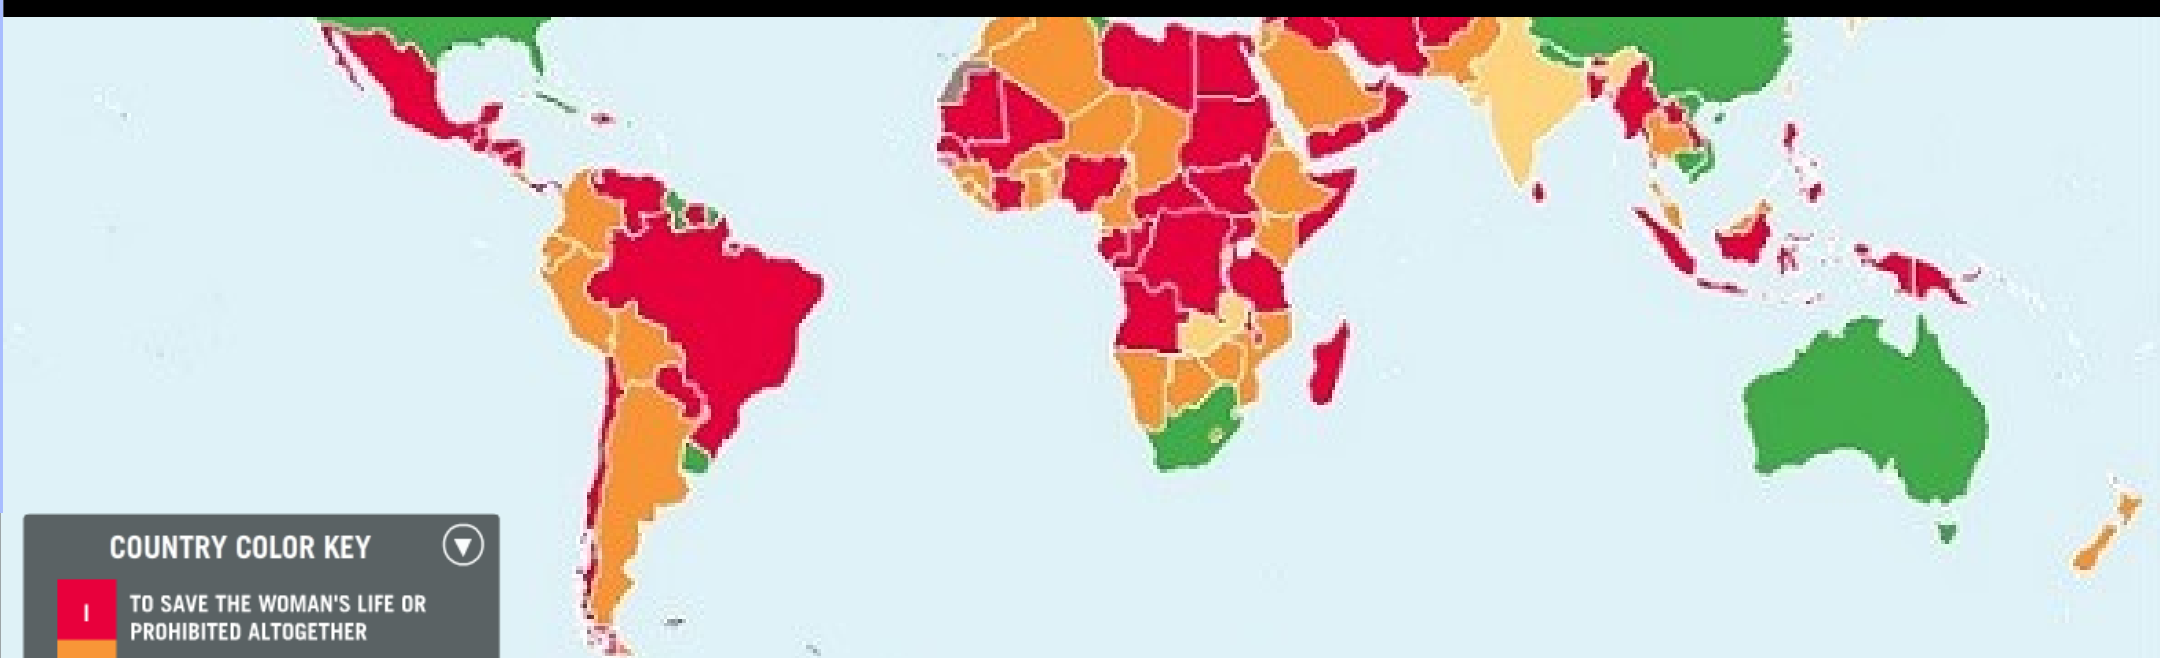 COUNTRY COLOR KEY
I
TO SAVE THE WOMAN'S LIFE OR
PROHIBITED ALTOGETHER